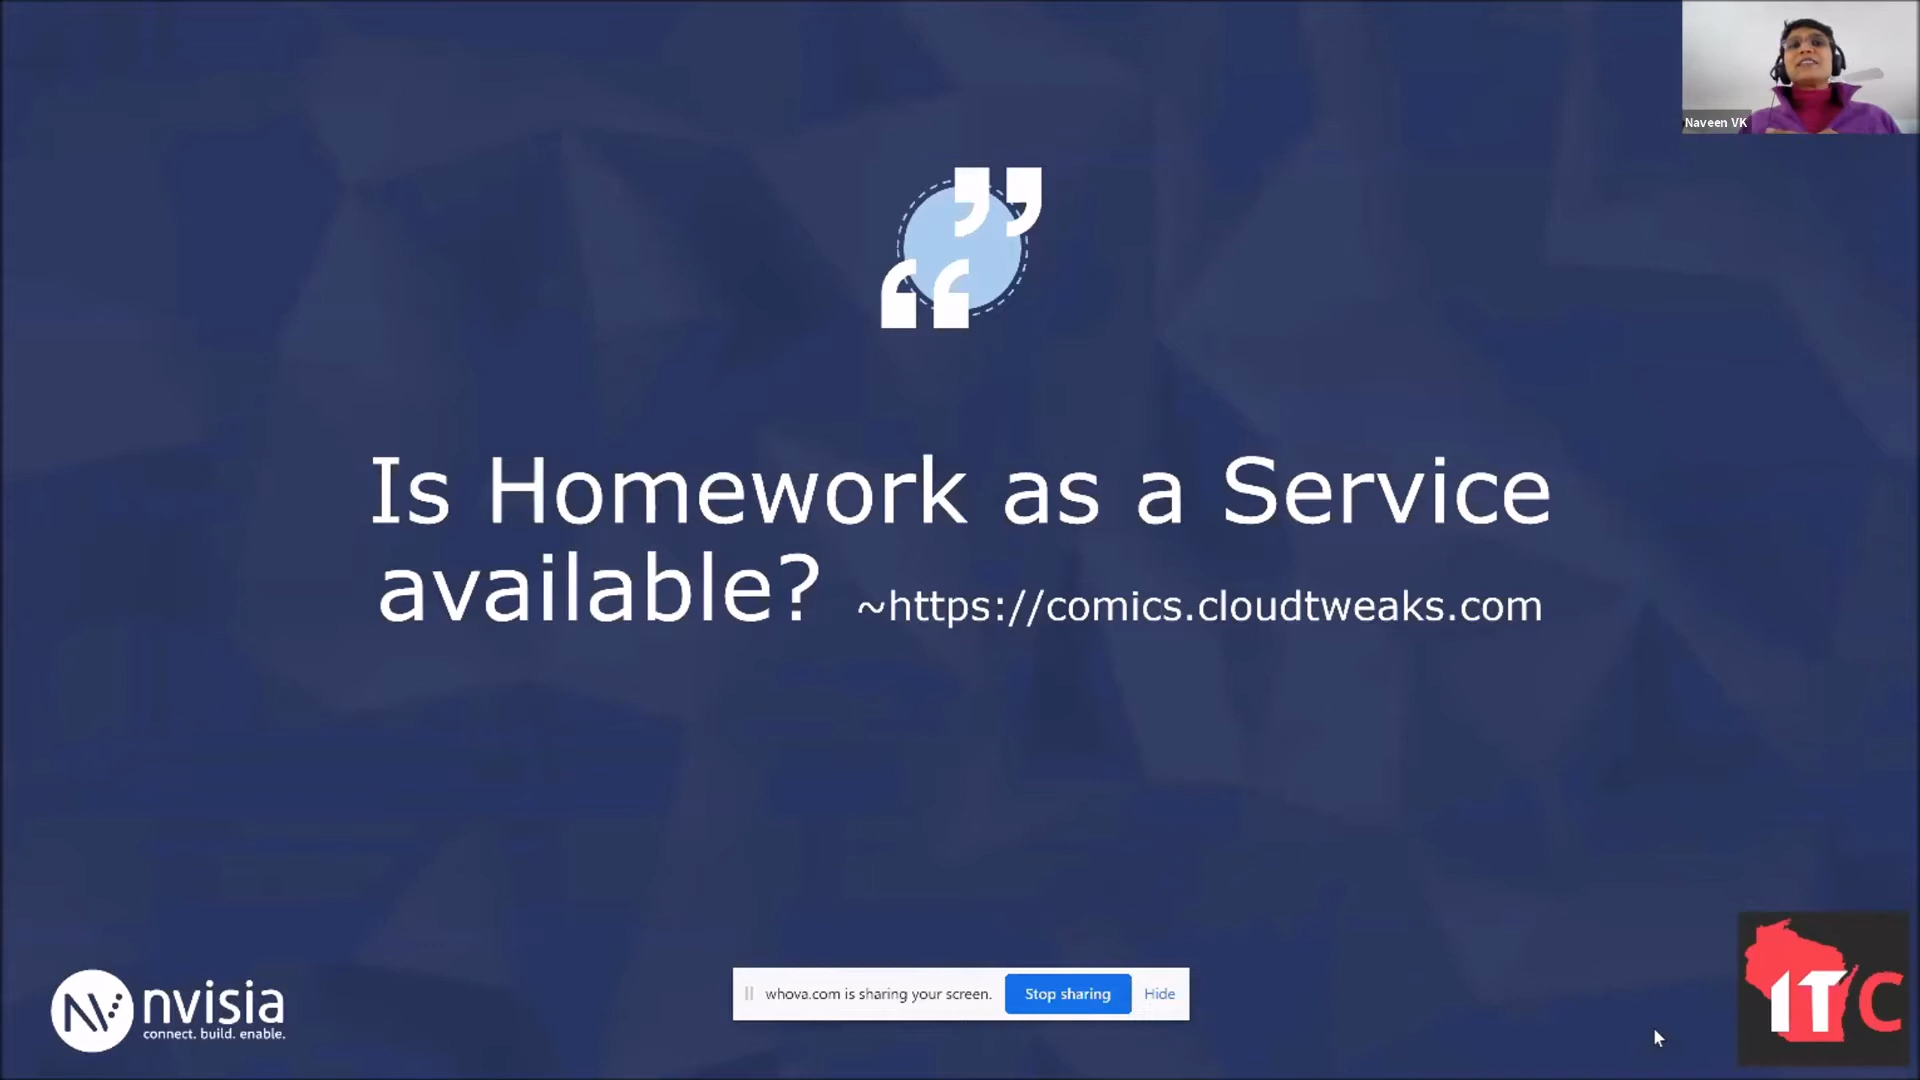 Naveen VK
Is Homework as a Service
available? ~https://comics.cloudtweaks.com
whova.com is sharing your screen. Stop sharing Hide
NV nvisia
connect. build. enable.
ITC